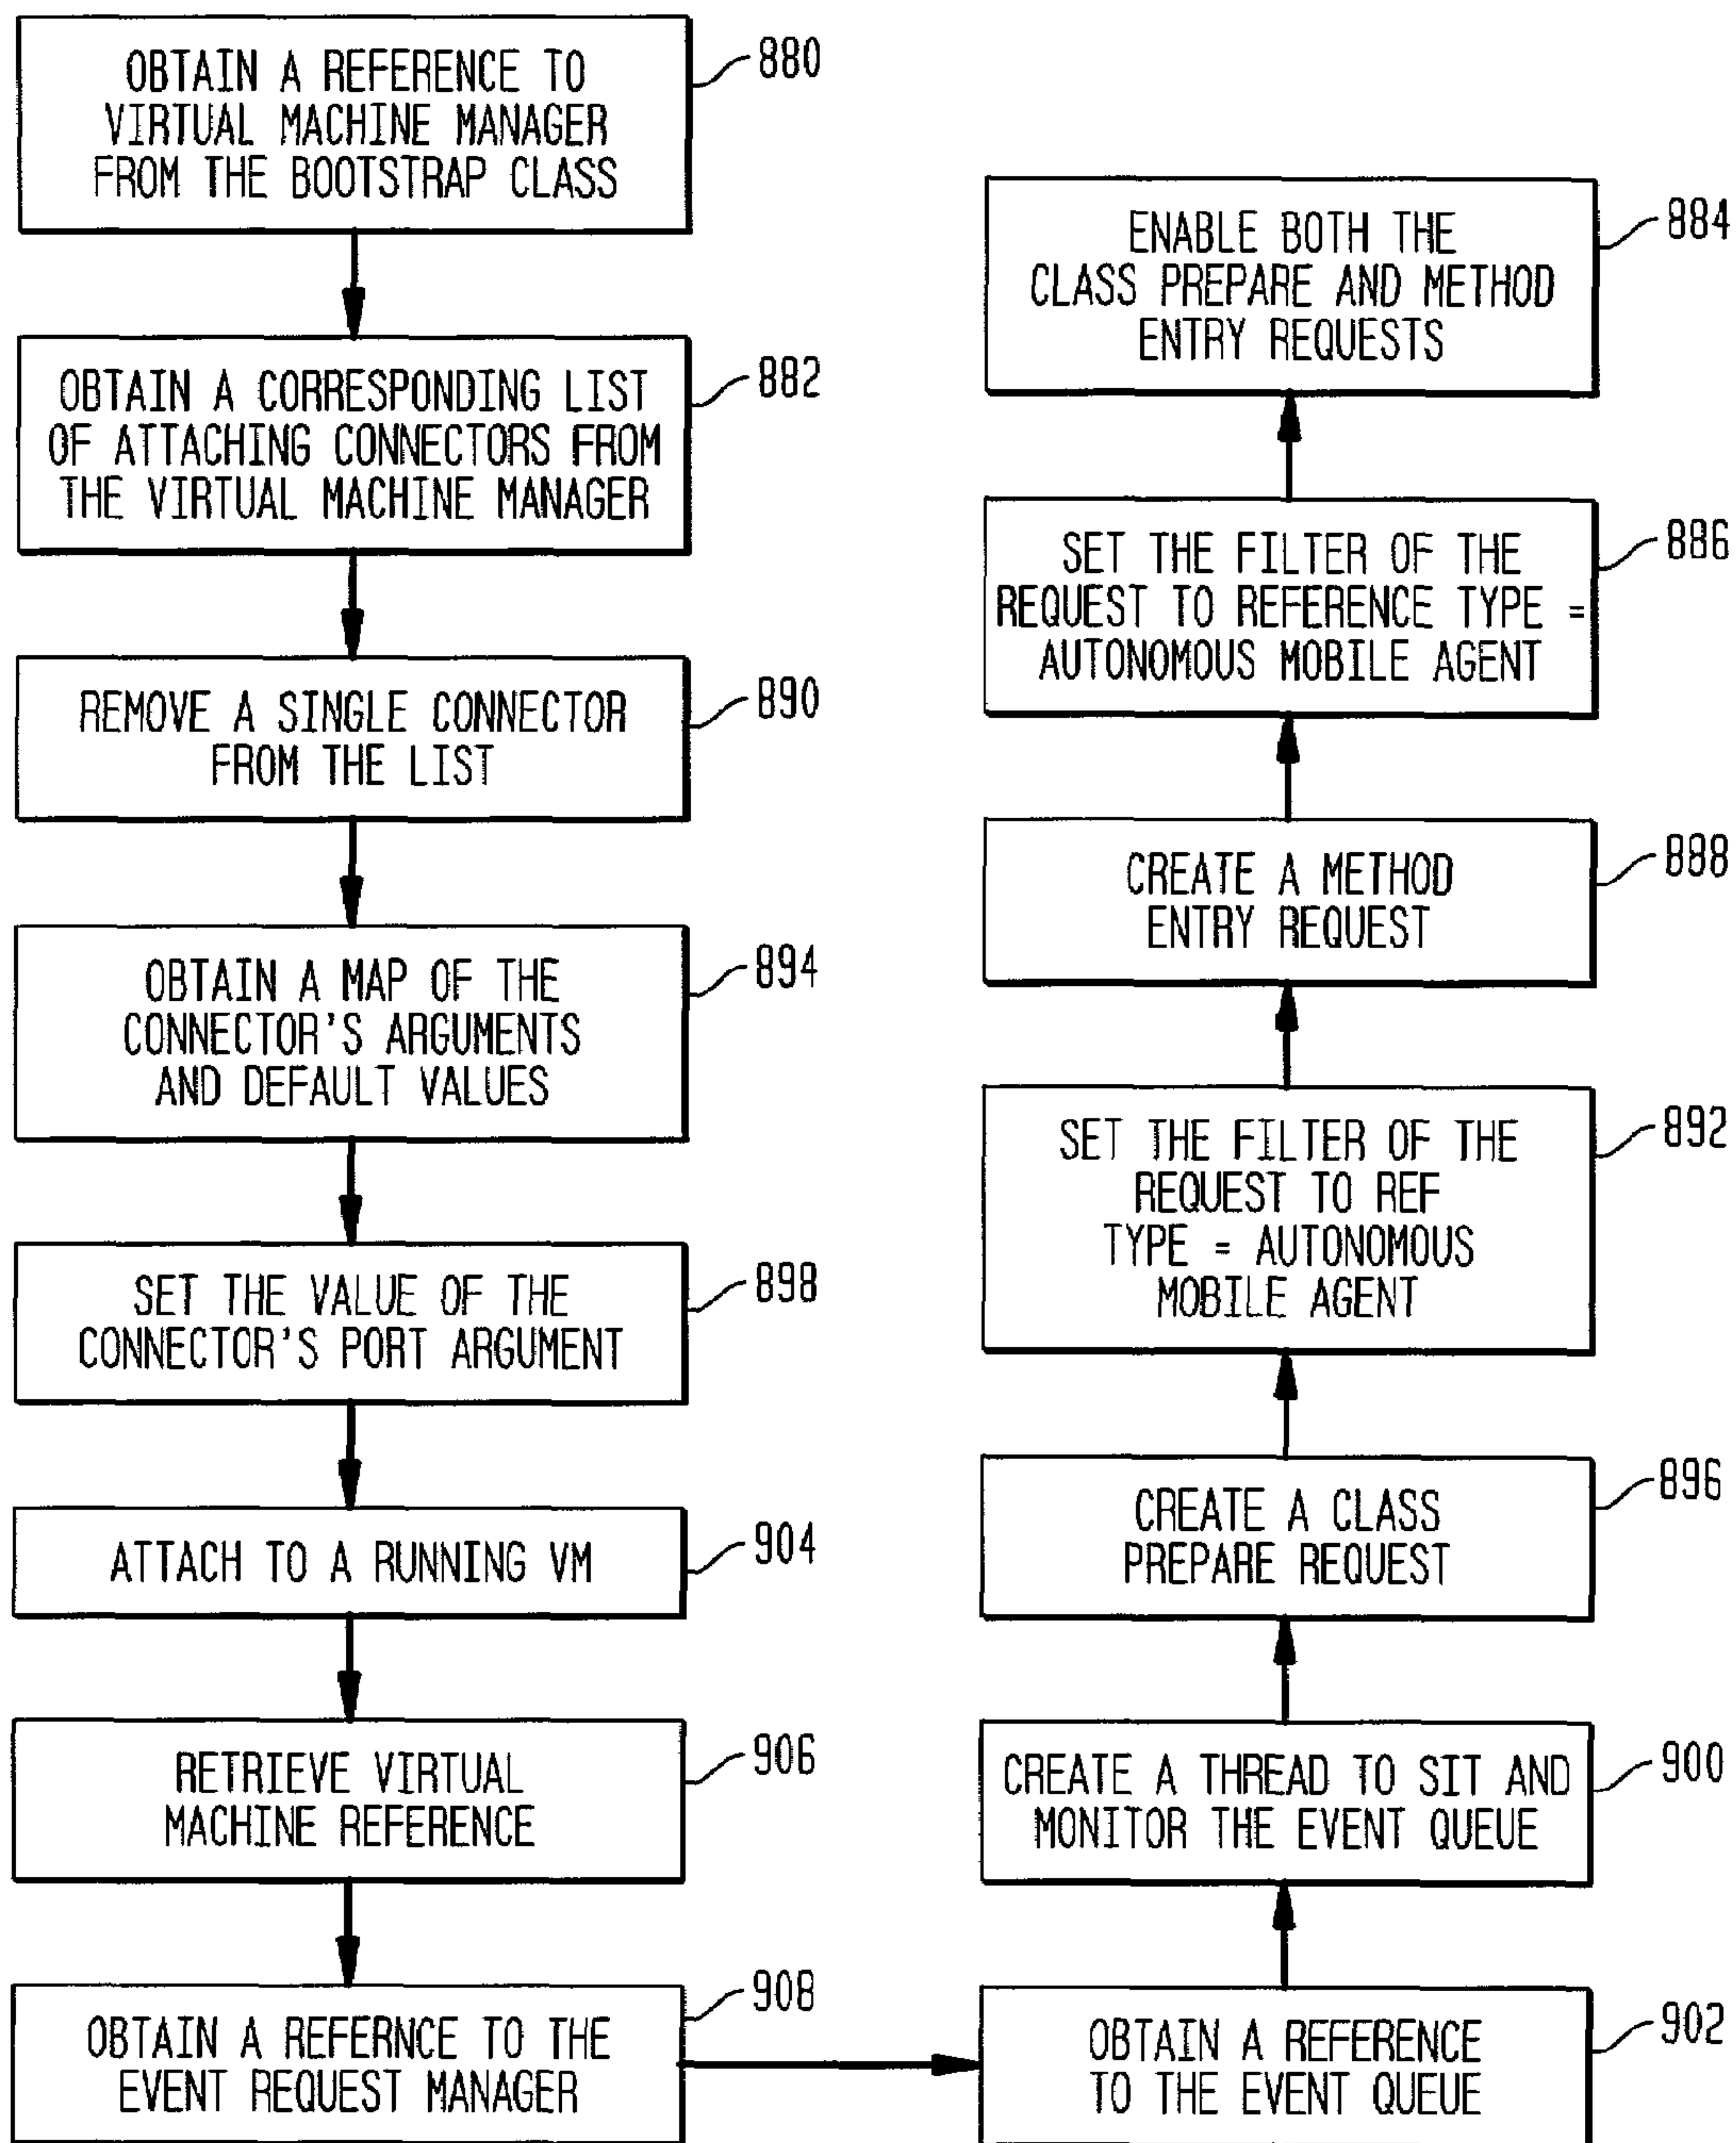 OBTAIN A REFERENCE TO
VIRTUAL MACHINE MANAGER
FROM THE BOOTSTRAP CLASS
880
OBTAIN A CORRESPONDING LIST
OF ATTACHING CONNECTORS FROM
THE VIRTUAL MACHINE MANAGER
882
REMOVE A SINGLE CONNECTOR
FROM THE LIST
890
OBTAIN A MAP OF THE
CONNECTOR'S ARGUMENTS
AND DEFAULT VALUES
894
SET THE VALUE OF THE
CONNECTOR'S PORT ARGUMENT
898
ATTACH TO A RUNNING VM
904
RETRIEVE VIRTUAL
MACHINE REFERENCE
906
OBTAIN A REFERNCE TO THE
EVENT REQUEST MANAGER
908
OBTAIN A REFERENCE
TO THE EVENT QUEUE
902
CREATE A THREAD TO SIT AND
MONITOR THE EVENT QUEUE
900
CREATE A CLASS
PREPARE REQUEST
896
SET THE FILTER OF THE
REQUEST TO REF
TYPE = AUTONOMOUS
MOBILE AGENT
892
CREATE A METHOD
ENTRY REQUEST
888
SET THE FILTER OF THE
REQUEST TO REFERENCE TYPE =
AUTONOMOUS MOBILE AGENT
886
ENABLE BOTH THE
CLASS PREPARE AND METHOD
ENTRY REQUESTS
884